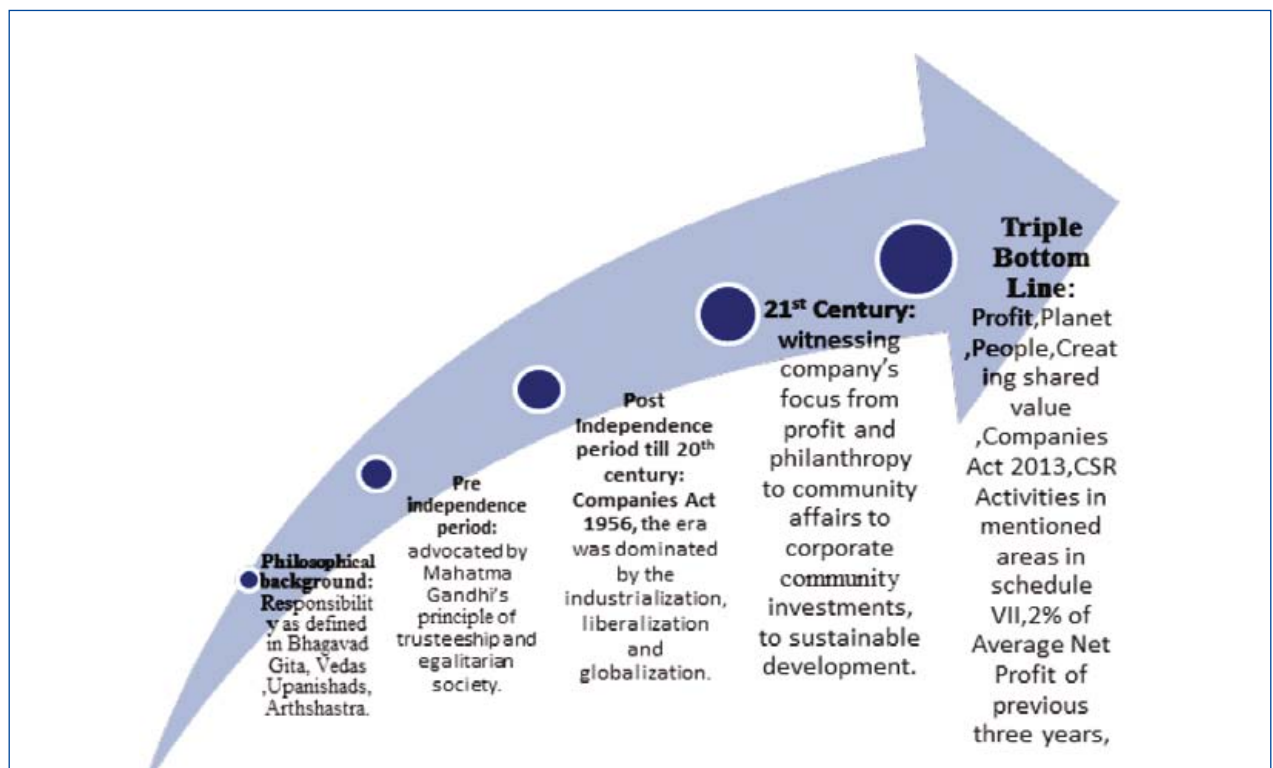 Philosophical
background:
Responsibilit
y as defined
in Bhagavad
Gita, Vedas
,Upanishads,
Arthshastra.
Pre
independence
period:
advocated by
Mahatma
Gandhi's
principle of
trusteeship and
egalitarian
society.
Post
Independence
period till 20th
century:
Companies Act
1956, the era
was dominated
by the
industrialization,
liberalization
and
globalization.
21st Century:
witnessing
company's
focus from
profit and
philanthropy
to community
affairs to
corporate
community
investments,
to sustainable
development.
Triple
Bottom
Line:
Profit,Planet
,People,Creat
ing shared
value
,Companies
Act 2013,CSR
Activities in
mentioned
areas in
schedule
VII,2% of
Average Net
Profit of
previous
three years,